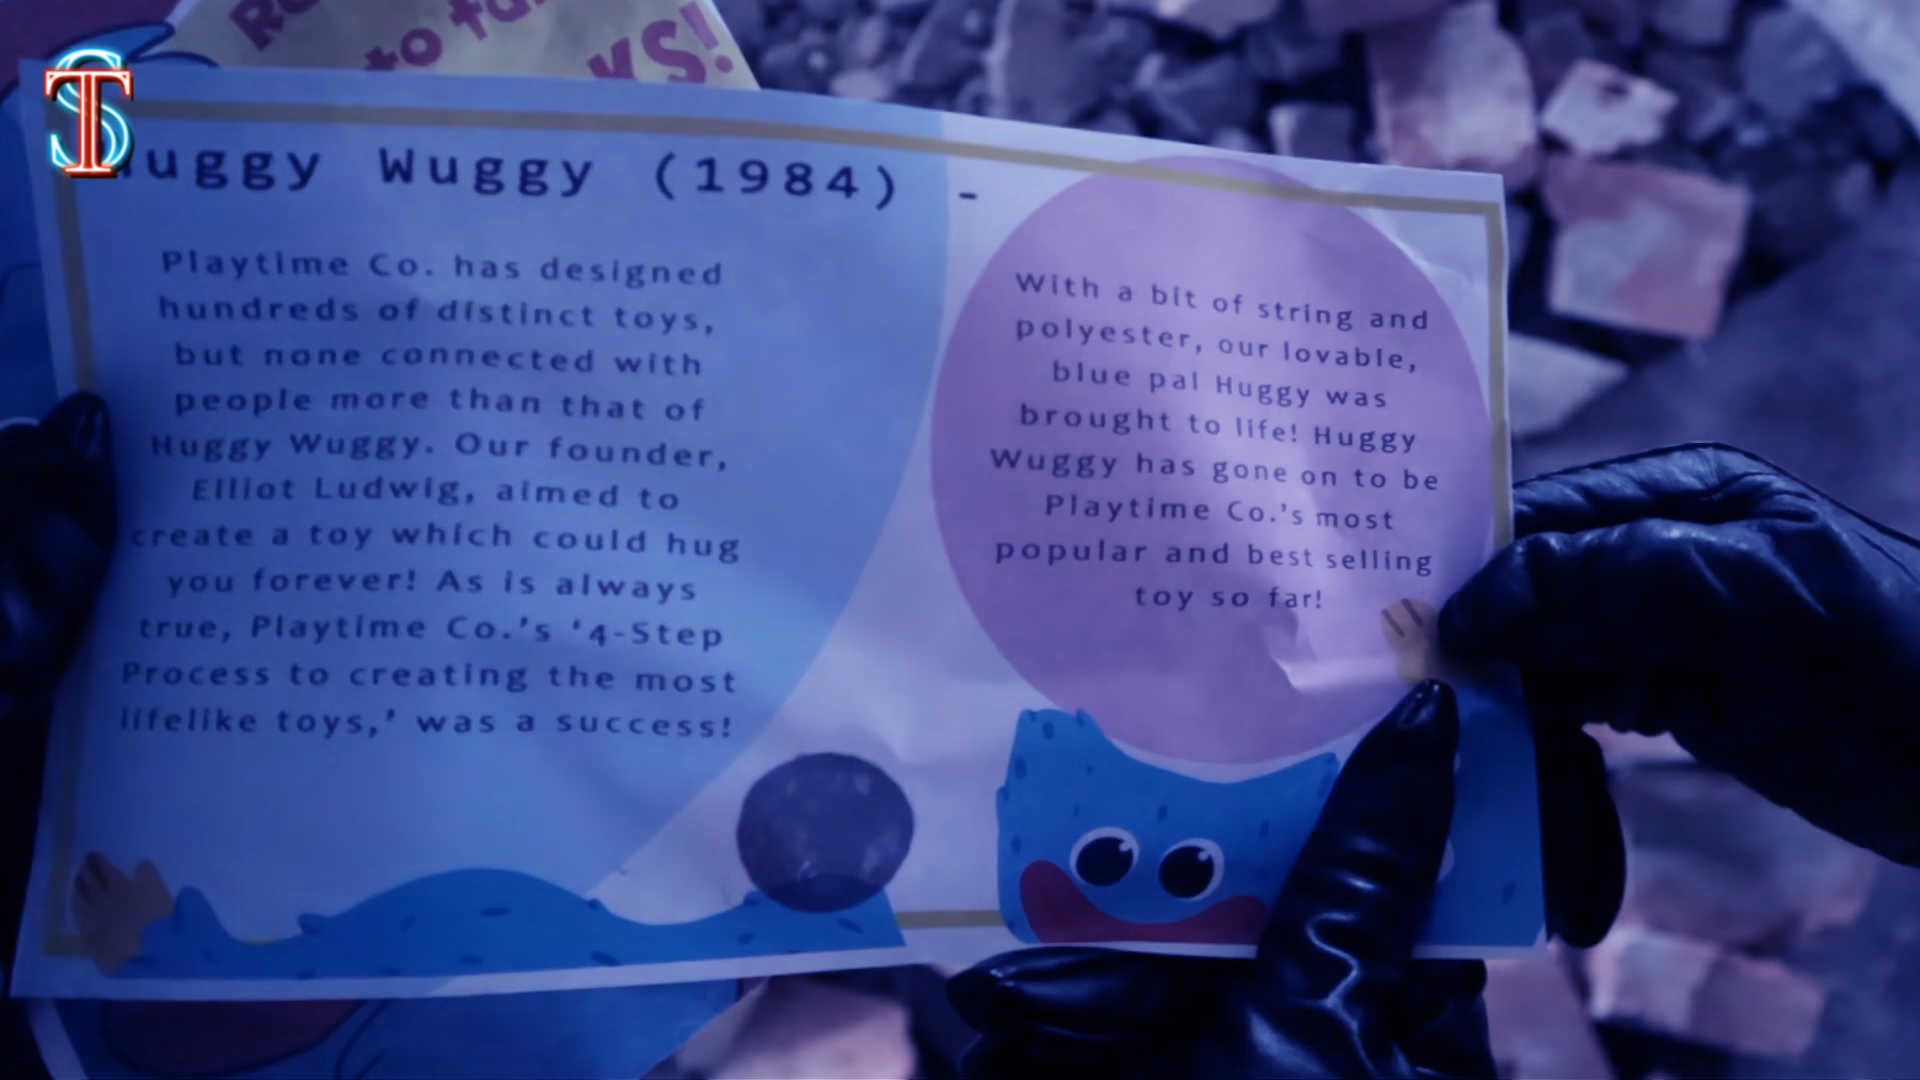 to
KS!
ST
Huggy Wuggy (1984) -
Playtime Co. has designed
hundreds of distinct toys,
but none connected with
people more than that of
Huggy Wuggy. Our founder,
Elliot Ludwig, aimed to
create a toy which could hug
you forever! As is always
true, Playtime Co.'s '4-Step
Process to creating the most
lifelike toys,' was a success!
With a bit of string and
polyester, our lovable,
blue pal Huggy was
brought to life! Huggy
Wuggy has gone on to be
Playtime Co.'s most
popular and best selling
toy so far!